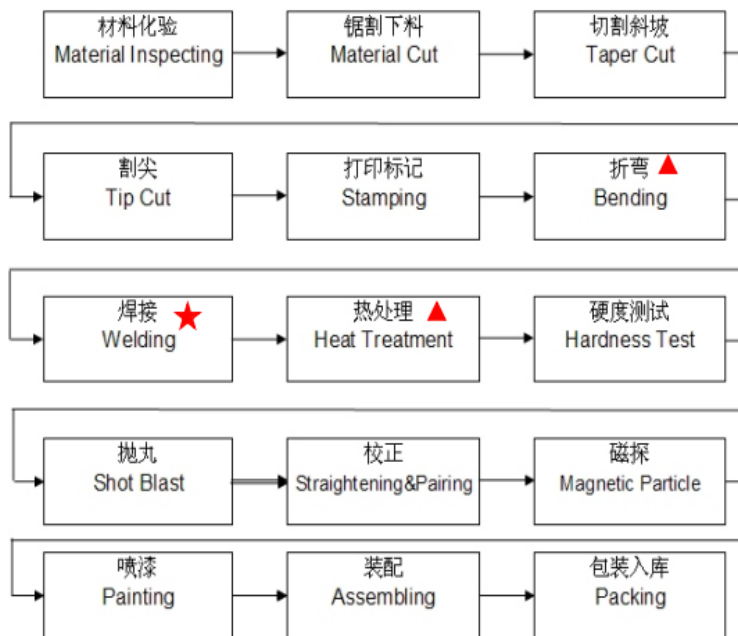 材料化验
Material Inspecting
锯割下料
Material Cut
切割斜坡
Taper Cut
割尖
Tip Cut
打印标记
Stamping
折弯
Bending
焊接
Welding
热处理
Heat Treatment
硬度测试
Hardness Test
抛丸
Shot Blast
校正
Straightening&Pairing
磁探
Magnetic Particle
喷漆
Painting
装配
Assembling
包装入库
Packing